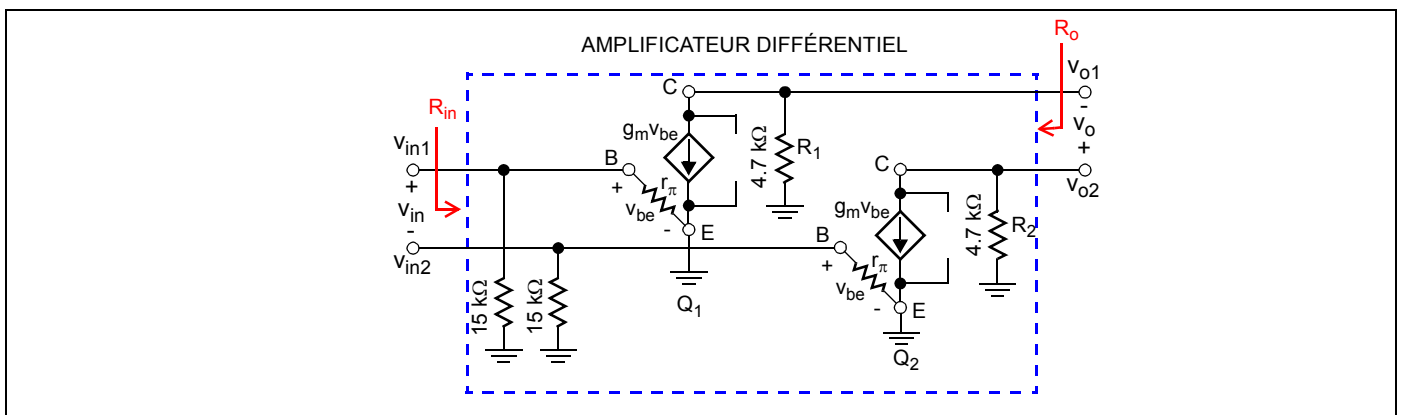 AMPLIFICATEUR DIFFÉRENTIEL
Ro
vo1
-
vo
+
vo2
Rin
vin1
+
vin
-
vin2
C
gmvbe
B
+
rπ
vbe
-
E
Q1
4.7 kΩ
R1
C
gmvbe
B
+
rπ
vbe
-
E
Q2
4.7 kΩ
R2
15 kΩ
15 kΩ